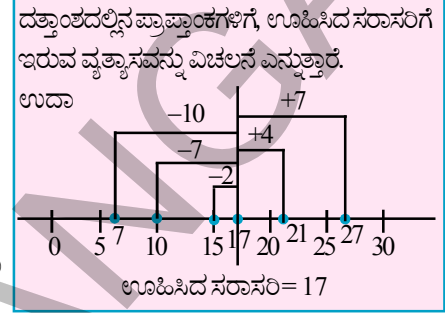 ದತ್ತಾಂಶದಲ್ಲಿನ ಪ್ರಾಪ್ತಾಂಕಗಳಿಗೆ, ಊಹಿಸಿದ ಸರಾಸರಿಗೆ
ಇರುವ ವ್ಯತ್ಯಾಸವನ್ನು ವಿಚಲನೆ ಎನ್ನುತ್ತಾರೆ.
ಉದಾ
–10 +7
–7 +4
–2
0 5 7 10 15 17 20 21 25 27 30
ಊಹಿಸಿದ ಸರಾಸರಿ= 17